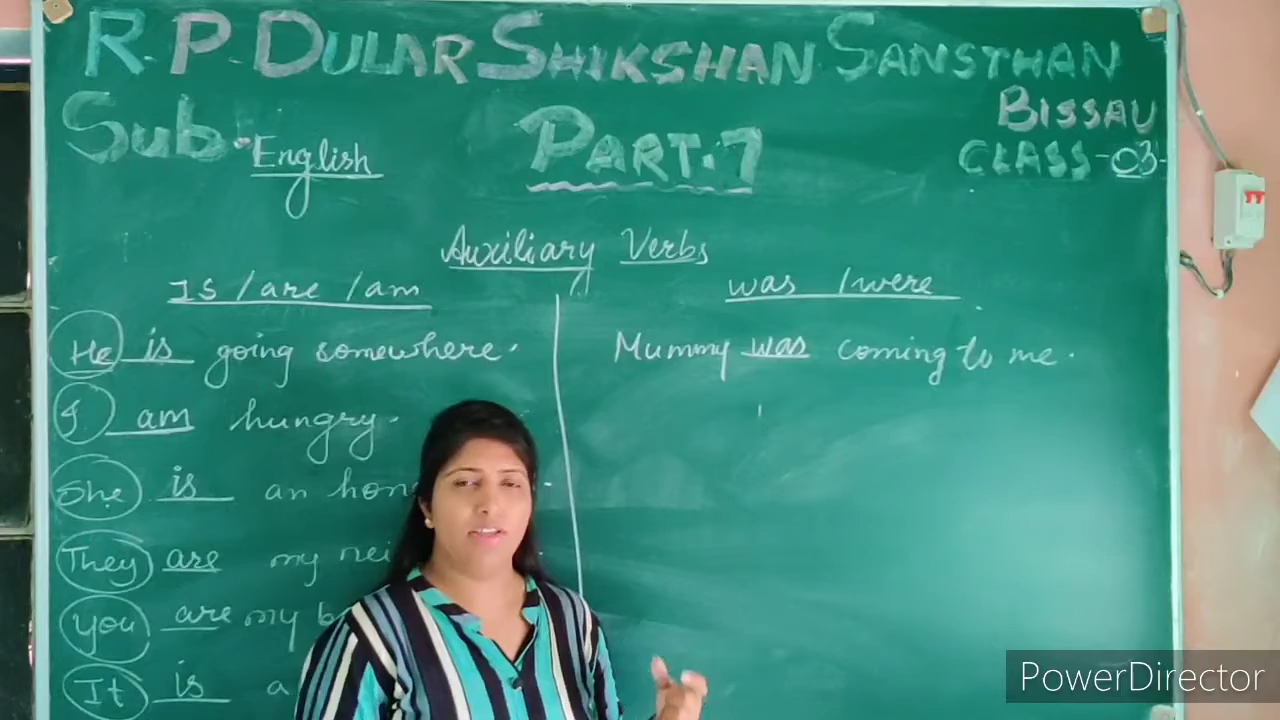 R.P.DULAR SHIKSHAN SANSTHAN
BISSAU
Sub.English
PART.7
CLASS-03
Auxiliary Verbs
Is/are/am
was/were
He is going somewhere.
I am hungry.
She is an
They are my
you are my
It is a
Mummy was coming to me.
PowerDirector